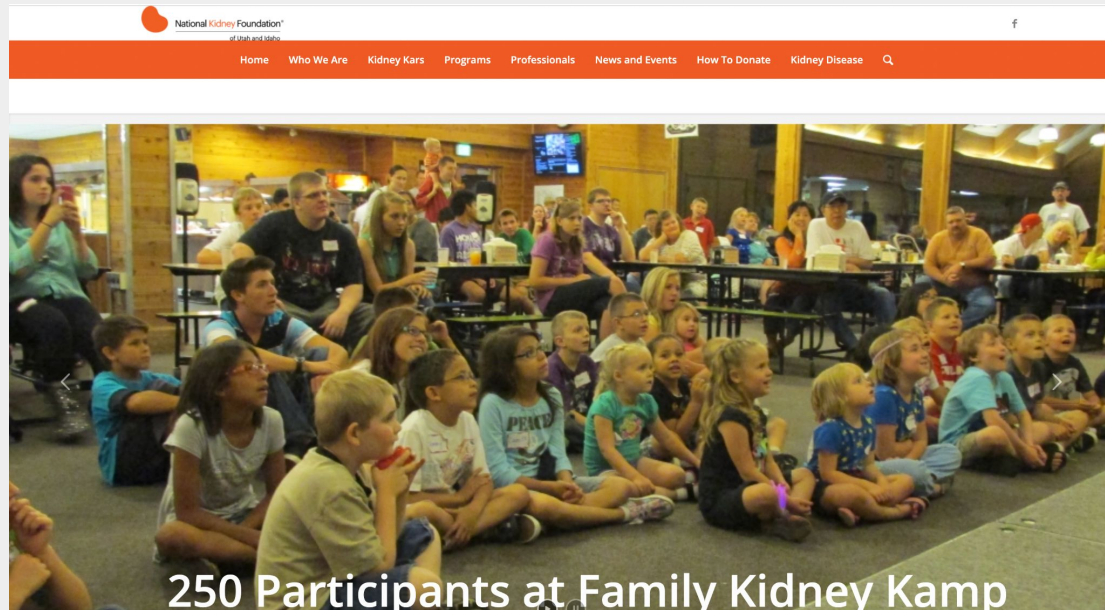 National Kidney Foundation®
of Utah and Idaho
f
Home Who We Are Kidney Kars Programs Professionals News and Events How To Donate Kidney Disease
PEACE
250 Participants at Family Kidney Kamp